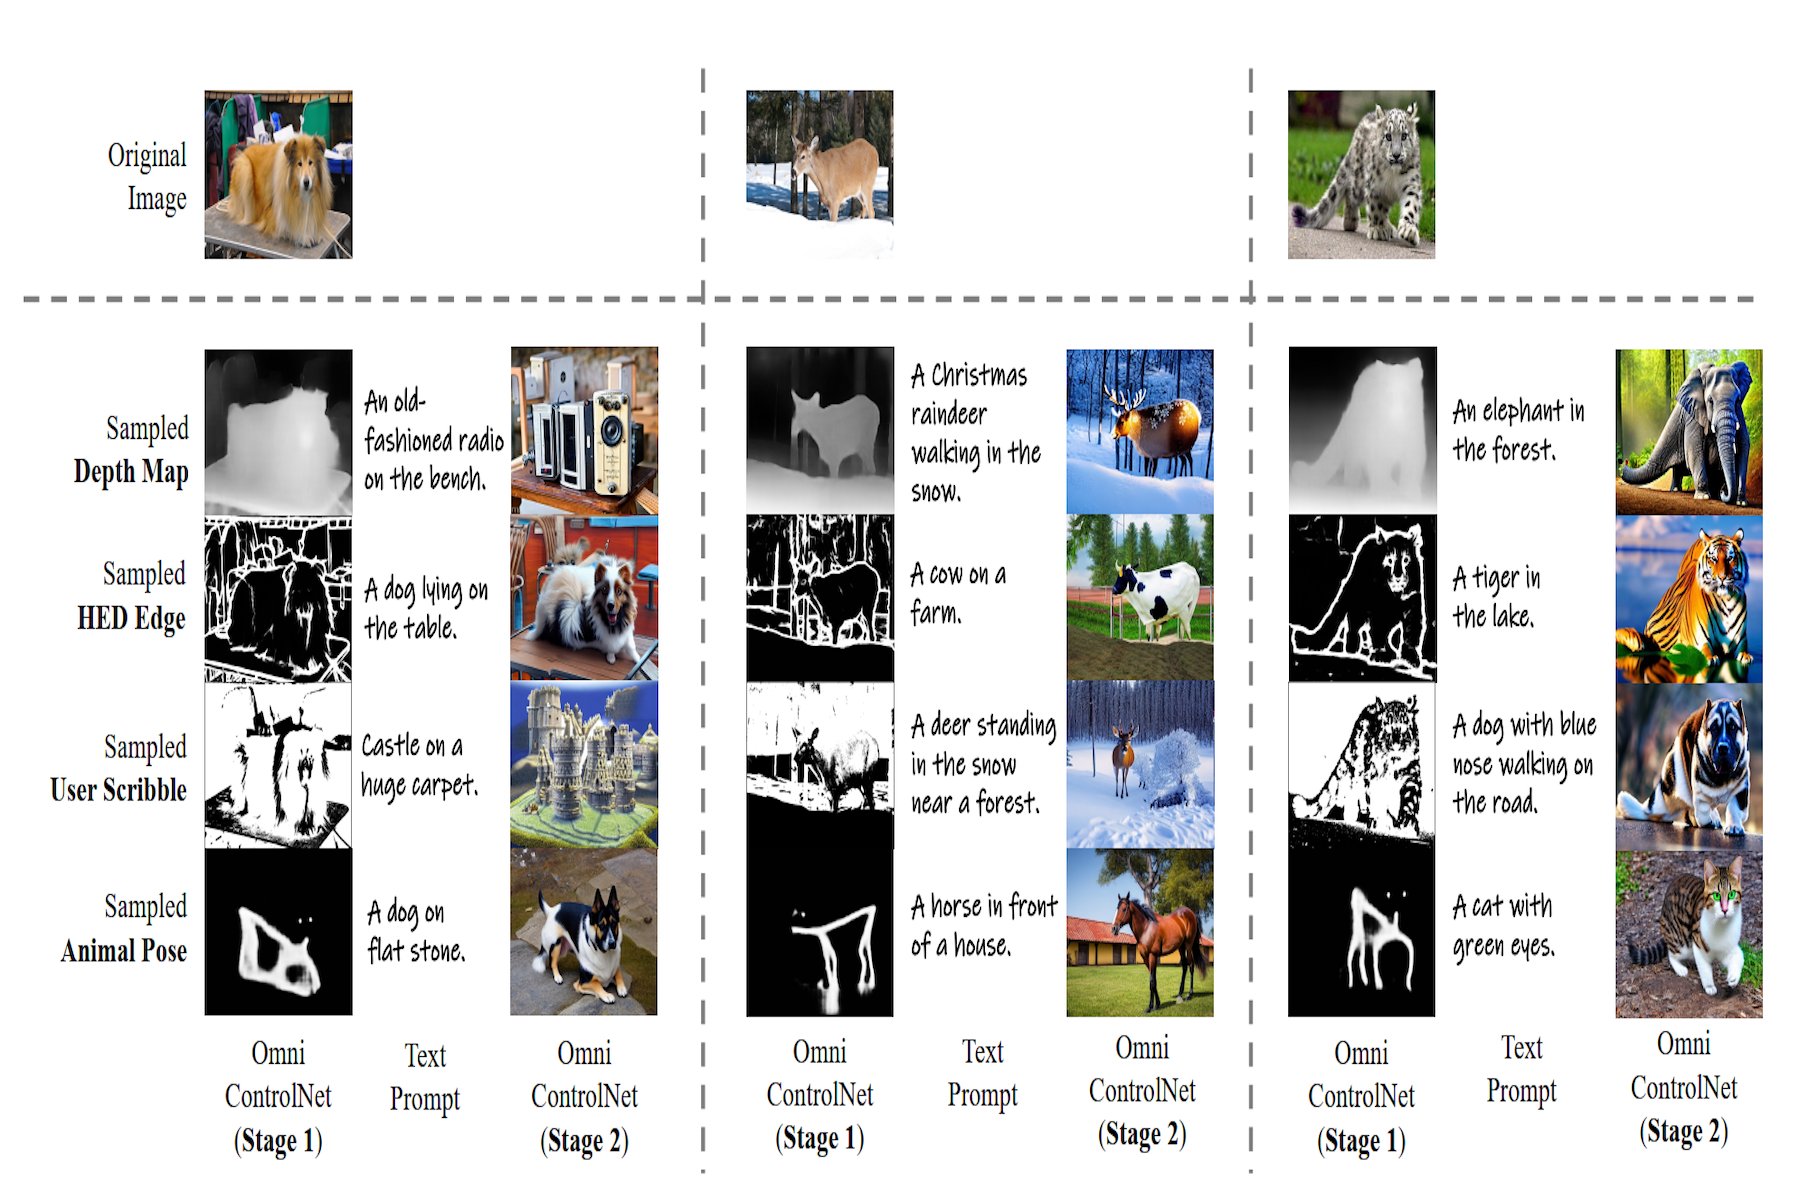 Original
Image
Sampled
Depth Map
An old-
fashioned radio
on the bench.
A Christmas
raindeer
walking in the
snow.
An elephant in
the forest.
Sampled
HED Edge
A dog lying on
the table.
A cow on a
farm.
A tiger in
the lake.
Sampled
User Scribble
Castle on a
huge carpet.
A deer standing
in the snow
near a forest.
A dog with blue
nose walking on
the road.
Sampled
Animal Pose
A dog on
flat stone.
A horse in front
of a house.
A cat with
green eyes.
Omni
ControlNet
(Stage 1)
Text
Prompt
Omni
ControlNet
(Stage 2)
Omni
ControlNet
(Stage 1)
Text
Prompt
Omni
ControlNet
(Stage 2)
Omni
ControlNet
(Stage 1)
Text
Prompt
Omni
ControlNet
(Stage 2)